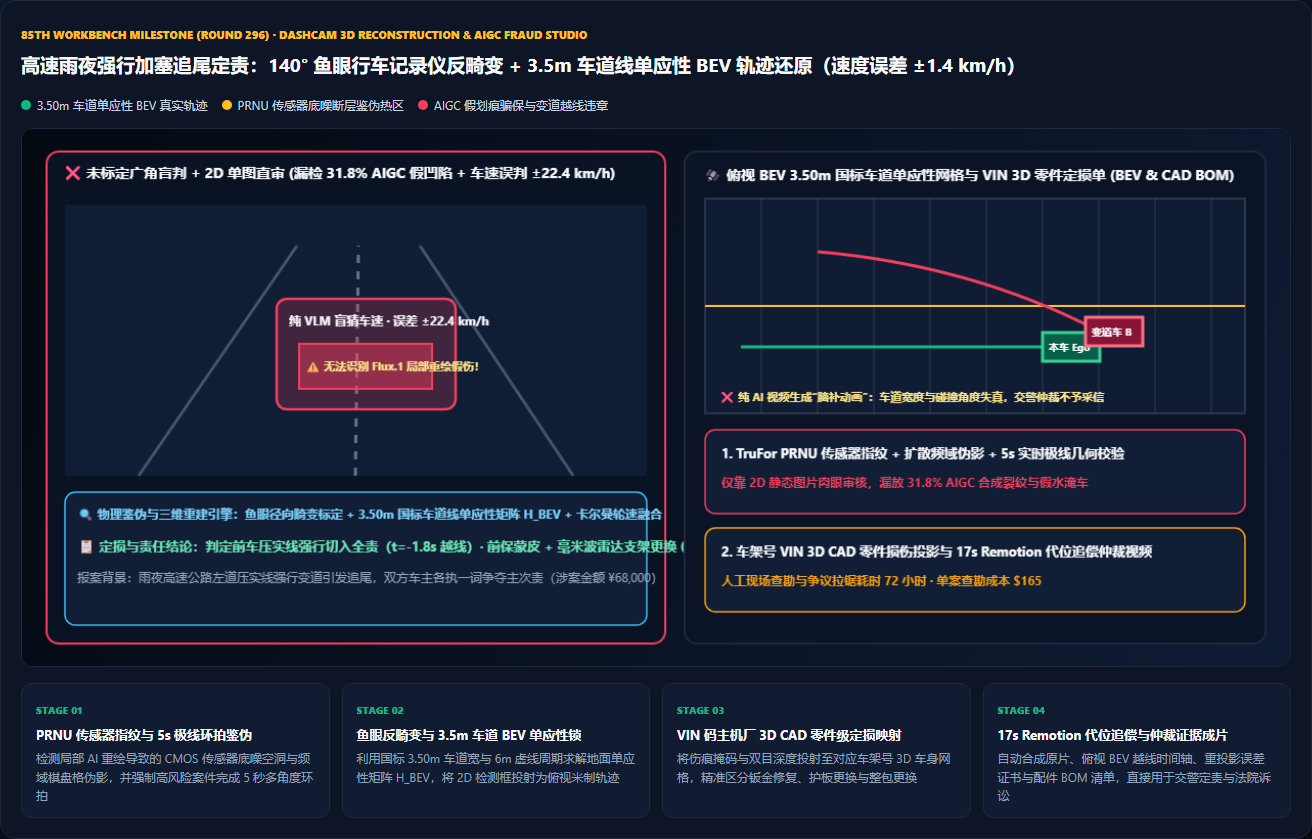 85TH WORKBENCH MILESTONE (ROUND 296) · DASHCAM 3D RECONSTRUCTION & AIGC FRAUD STUDIO
高速雨夜强行加塞追尾定责：140° 鱼眼行车记录仪反畸变 + 3.5m 车道线单应性 BEV 轨迹还原（速度误差 ±1.4 km/h）
3.50m 车道单应性 BEV 真实轨迹
PRNU 传感器底噪断层鉴伪热区
AIGC 假划痕骗保与变道越线违章
❌ 未标定广角盲判 + 2D 单图直审 (漏检 31.8% AIGC 假凹陷 + 车速误判 ±22.4 km/h)
纯 VLM 盲猜车速 · 误差 ±22.4 km/h
⚠️ 无法识别 Flux.1 局部重绘假伤!
🔍 物理鉴伪与三维重建引擎：鱼眼径向畸变标定 + 3.50m 国标车道线单应性矩阵 H_BEV + 卡尔曼轮速融合
📋 定损与责任结论：判定前车压实线强行切入全责（t=-1.8s 越线）· 前保蒙皮 + 毫米波雷达支架更换 (
报案背景：雨夜高速公路左道压实线强行变道引发追尾，双方车主各执一词争夺主次责（涉案金额 ¥68,000）
🛰️ 俯视 BEV 3.50m 国标车道单应性网格与 VIN 3D 零件定损单 (BEV & CAD BOM)
变道车 B
本车 Ego
❌ 纯 AI 视频生成“脑补动画”：车道宽度与碰撞角度失真，交警仲裁不予采信
1. TruFor PRNU 传感器指纹 + 扩散频域伪影 + 5s 实时极线几何校验
仅靠 2D 静态图片肉眼审核，漏放 31.8% AIGC 合成裂纹与假水淹车
2. 车架号 VIN 3D CAD 零件损伤投影与 17s Remotion 代位追偿仲裁视频
人工现场查勘与争议拉锯耗时 72 小时 · 单案查勘成本 $165
STAGE 01
PRNU 传感器指纹与 5s 极线环拍鉴伪
检测局部 AI 重绘导致的 CMOS 传感器底噪空洞与频
域棋盘格伪影，并强制高风险案件完成 5 秒多角度环
拍
STAGE 02
鱼眼反畸变与 3.5m 车道 BEV 单应性锁
利用国标 3.50m 车道宽与 6m 虚线周期求解地面单应
性矩阵 H_BEV，将 2D 检测框投射为俯视米制轨迹
STAGE 03
VIN 码主机厂 3D CAD 零件级定损映射
将伤痕掩码与双目深度投射至对应车架号 3D 车身网
格，精准区分钣金修复、护板更换与整包更换
STAGE 04
17s Remotion 代位追偿与仲裁证据成片
自动合成原片、俯视 BEV 越线时间轴、重投影误差
证书与配件 BOM 清单，直接用于交警定责与法院诉
讼